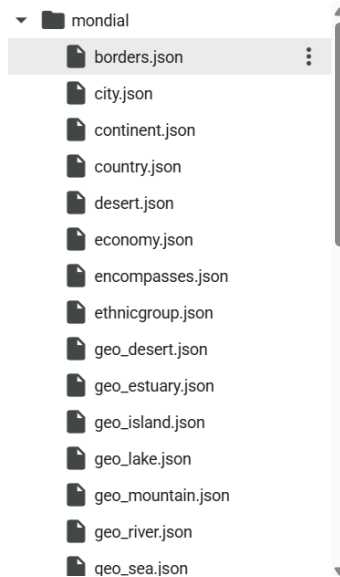 mondial
borders.json
city.json
continent.json
country.json
desert.json
economy.json
encompasses.json
ethnicgroup.json
geo_desert.json
geo_estuary.json
geo_island.json
geo_lake.json
geo_mountain.json
geo_river.json
geo_sea.json